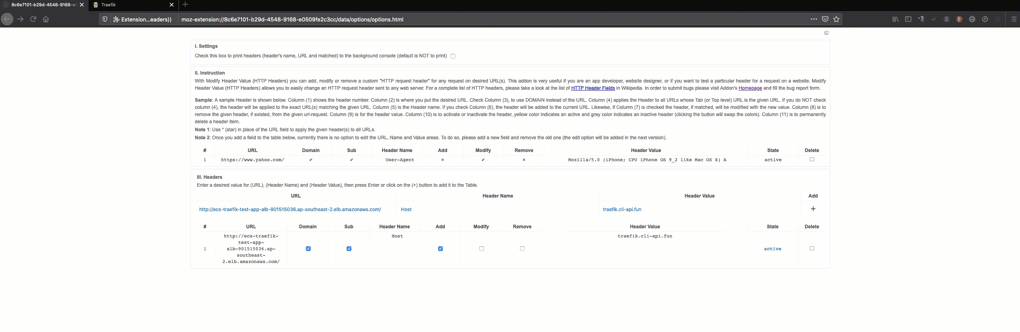 8c6e7101-b29d-4548-9168-
Traefik
Extension...eaders))
moz-extension://8c6e7101-b29d-4548-9168-e0509fe2c3cc/data/options/options.html
I. Settings
Check this box to print headers (header's name, URL and matched) to the background console (default is NOT to print)
II. Instruction
With Modify Header Value (HTTP Headers) you can add, modify or remove a custom "HTTP request header" for any request on desired URL(s). This addon is very useful if you are an app developer, website designer, or if you want to test a particular header for a request on a website. Modify
Header Value (HTTP Headers) allows you to easily change an HTTP request header sent to any web server. For a complete list of HTTP headers, please take a look at the list of HTTP Header Fields in Wikipedia. In order to submit bugs please visit Addon's Homepage and fill the bug report form.
Sample: A sample Header is shown below. Column (1) shows the header number. Column (2) is where you put the desired URL. Check Column (3), to use DOMAIN instead of the URL. Column (4) applies the Header to all URLs whose Tab (or Top level) URL is the given URL. If you do NOT check
column (4), the header will be applied to the exact URL(s) matching the given URL. Column (5) is the Header name. If you check Column (6), the header will be added to the current URL. Likewise, if Column (7) is checked the header, if matched, will be modified with the new value. Column (8) is to
remove the given header, if existed, from the given url-request. Column (9) is for the header value. Column (10) is to activate or inactivate the header, yellow color indicates an active and grey color indicates an inactive header (clicking the button will swap the colors). Column (11) is to permanently
delete a header item.
Note 1: Use * (star) in place of the URL field to apply the given header(s) to all URLs.
Note 2: Once you add a field to the table below, currently there is no option to edit the URL, Name and Value areas. To do so, please add a new field and remove the old one (the edit option will be added in the next version).
# URL Domain Sub Header Name Add Modify Remove Header Value State Delete
1 https://www.yahoo.com/ ✓ ✓ User-Agent ✕ ✓ ✕ Mozilla/5.0 (iPhone; CPU iPhone OS 9_2 like Mac OS X) A active
III. Headers
Enter a desired value for (URL), (Header Name) and (Header Value), then press Enter or click on the (+) button to add it to the Table.
URL Header Name Header Value Add
http://ecs-traefik-test-app-alb-901515036.ap-southeast-2.elb.amazonaws.com/ Host traefik.cli-api.fun +
# URL Domain Sub Header Name Add Modify Remove Header Value State Delete
http://ecs-traefik- Host traefik.cli-api.fun
test-app-
1 alb-901515036.ap- active
southeast-
2.elb.amazonaws.com/